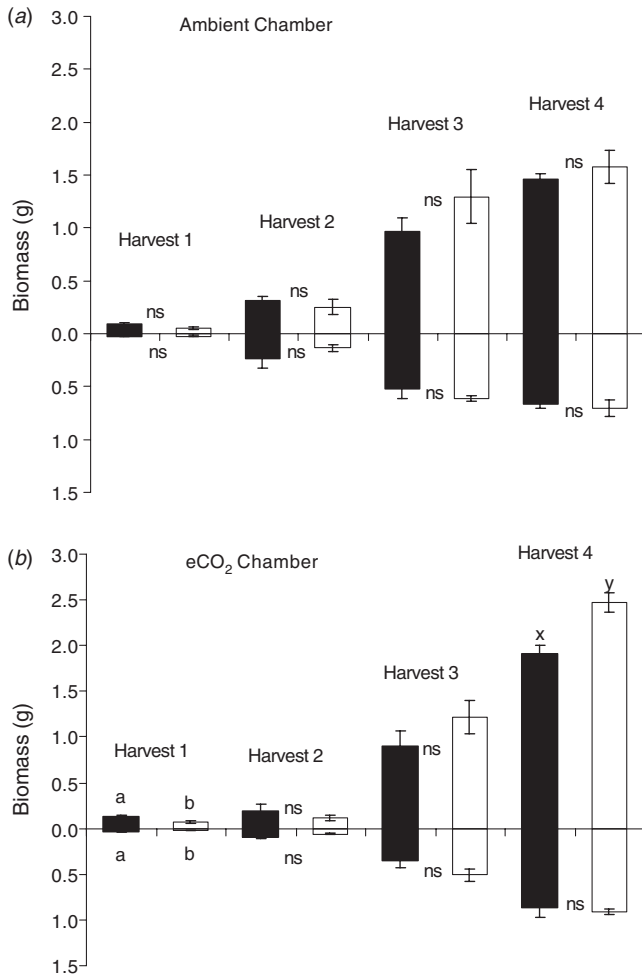 (a)
Ambient Chamber
3.0
2.5
2.0
1.5
1.0
0.5
0.0
0.5
1.0
1.5
Biomass (g)
Harvest 1
Harvest 2
Harvest 3
Harvest 4
ns
ns
ns
ns
ns
ns
ns
ns
(b)
eCO₂ Chamber
3.0
2.5
2.0
1.5
1.0
0.5
0.0
0.5
1.0
1.5
Biomass (g)
Harvest 1
Harvest 2
Harvest 3
Harvest 4
a
b
ns
ns
x
y
a
b
ns
ns
ns